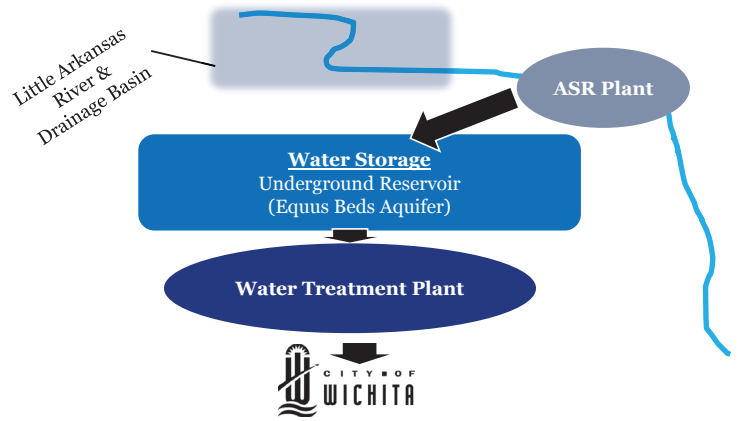 Little Arkansas
River &
Drainage Basin
ASR Plant
Water Storage
Underground Reservoir
(Equus Beds Aquifer)
Water Treatment Plant
CITY OF
WICHITA